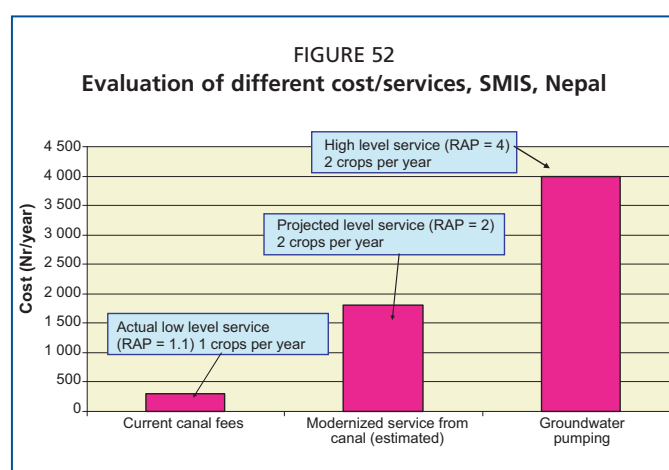 FIGURE 52
Evaluation of different cost/services, SMIS, Nepal
Cost (Nr/year)
4 500
4 000
3 500
3 000
2 500
2 000
1 500
1 000
500
0
High level service (RAP = 4)
2 crops per year
Projected level service (RAP = 2)
2 crops per year
Actual low level service
(RAP = 1.1) 1 crops per year
Current canal fees
Modernized service from
canal (estimated)
Groundwater
pumping